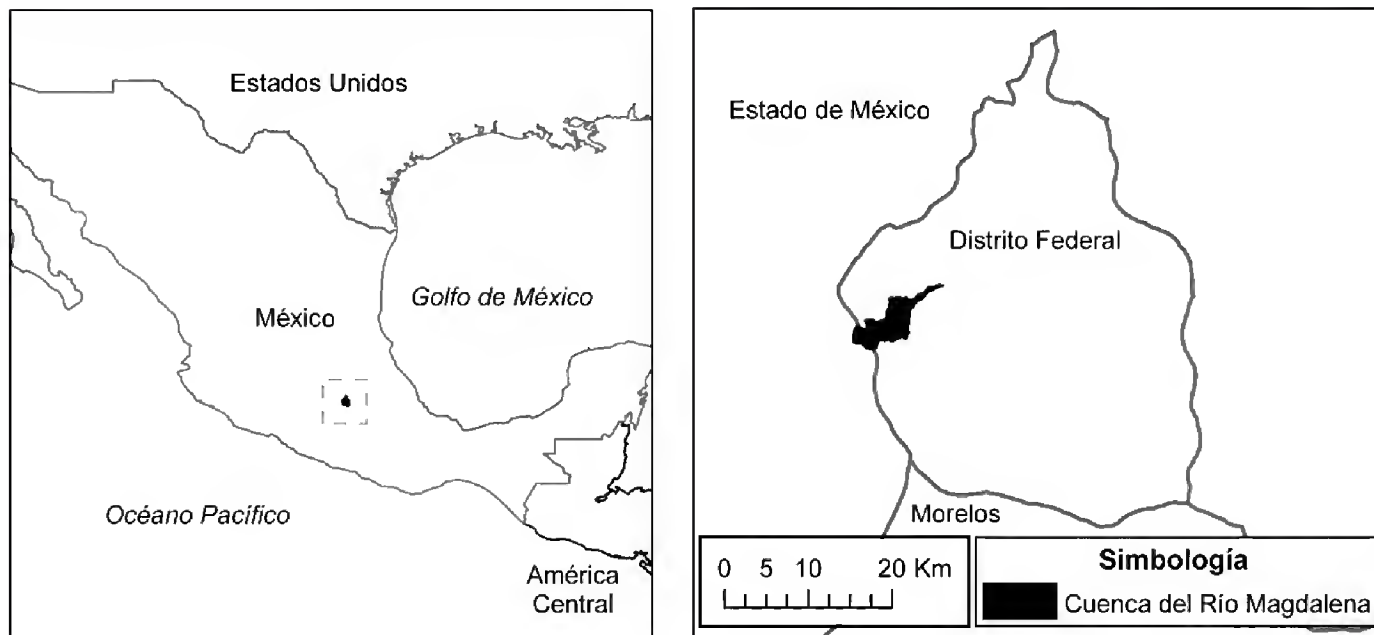 Estados Unidos
Golfo de México
México
Océano Pacífico
América
Central
Estado de México
Distrito Federal
Morelos
0 5 10 20 Km
Simbología
Cuenca del Río Magdalena